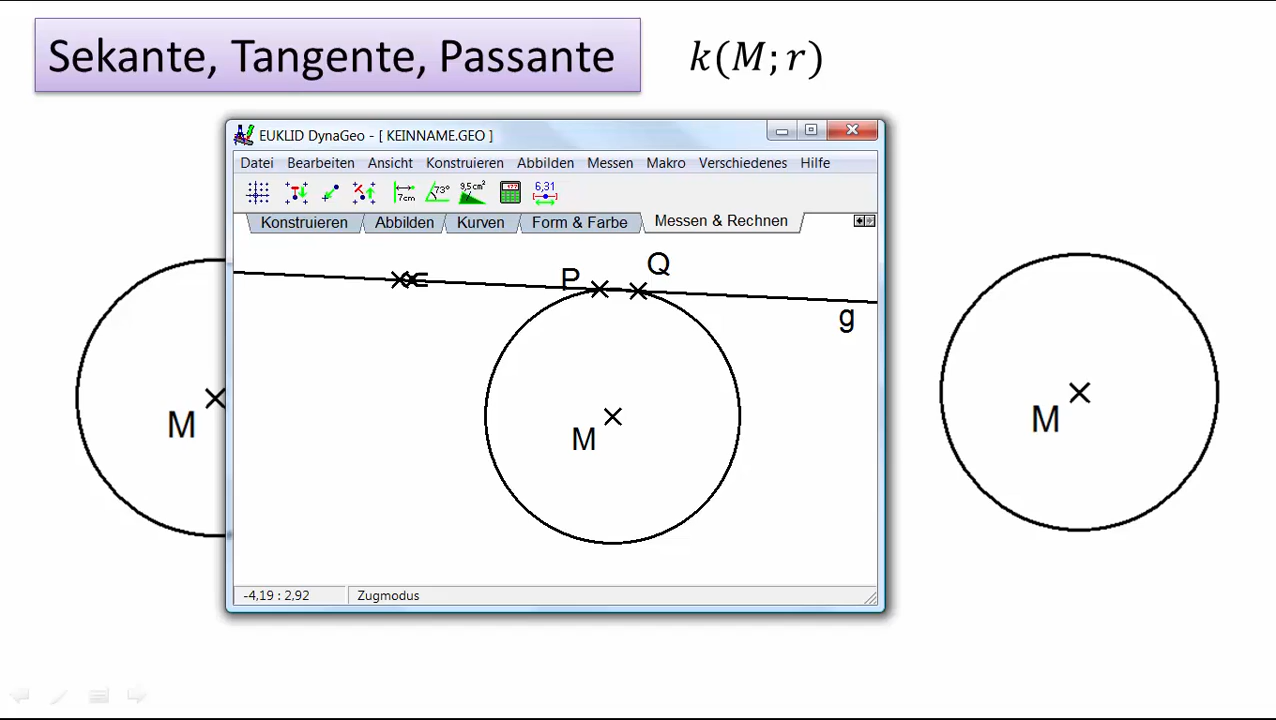 Sekante, Tangente, Passante
k(M; r)
EUKLID DynaGeo - [ KEINNAME.GEO ]
Datei Bearbeiten Ansicht Konstruieren Abbilden Messen Makro Verschiedenes Hilfe
7cm 73° 9,5cm² 6,31
Konstruieren Abbilden Kurven Form & Farbe Messen & Rechnen
P Q
g
M
M
M
-4,19 : 2,92 Zugmodus